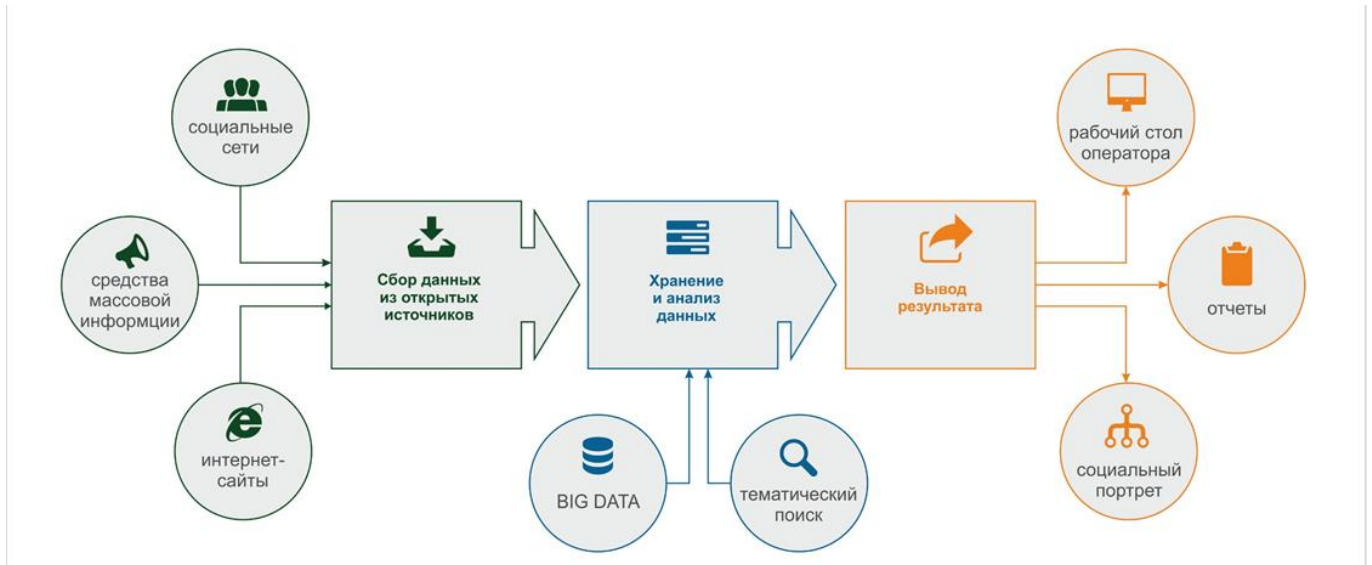 социальные
сети
средства
массовой
информции
интернет-
сайты
Сбор данных
из открытых
источников
Хранение
и анализ
данных
BIG DATA
тематический
поиск
Вывод
результата
рабочий стол
оператора
отчеты
социальный
портрет